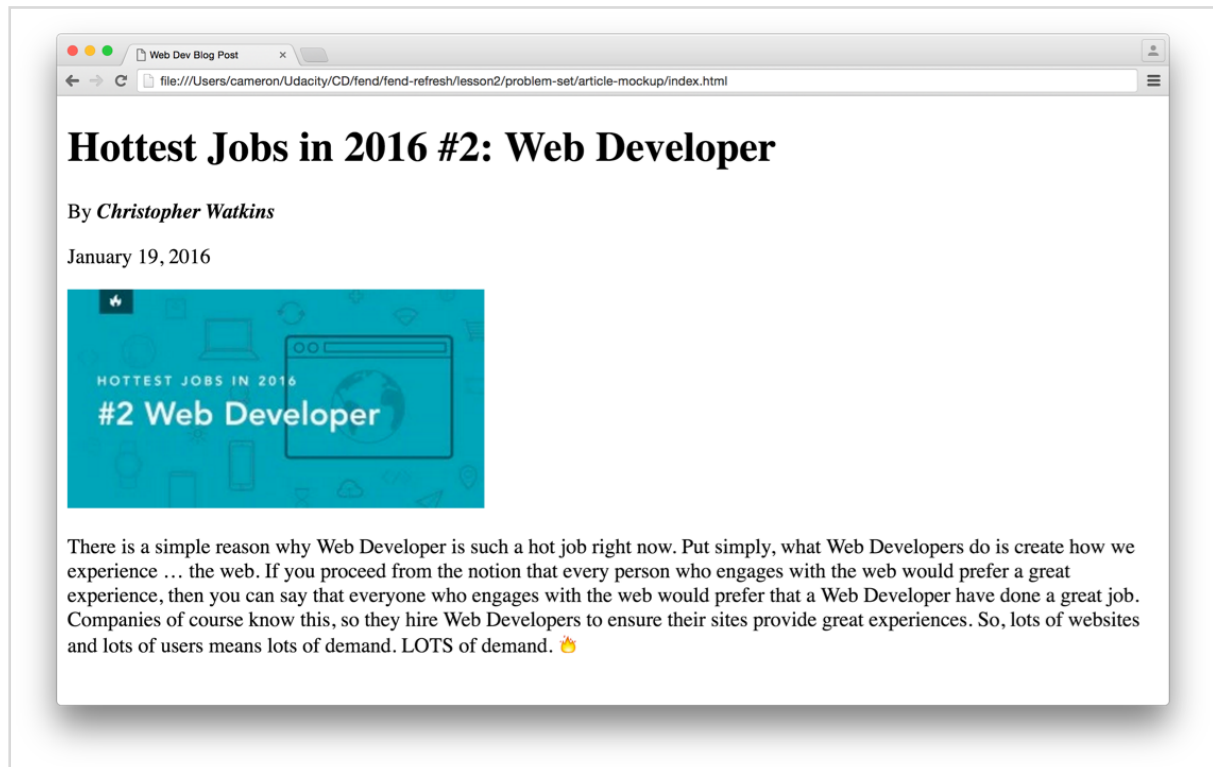 Web Dev Blog Post
file:///Users/cameron/Udacity/CD/fend/fend-refresh/lesson2/problem-set/article-mockup/index.html
Hottest Jobs in 2016 #2: Web Developer
By Christopher Watkins
January 19, 2016
HOTTEST JOBS IN 2016
#2 Web Developer
There is a simple reason why Web Developer is such a hot job right now. Put simply, what Web Developers do is create how we
experience … the web. If you proceed from the notion that every person who engages with the web would prefer a great
experience, then you can say that everyone who engages with the web would prefer that a Web Developer have done a great job.
Companies of course know this, so they hire Web Developers to ensure their sites provide great experiences. So, lots of websites
and lots of users means lots of demand. LOTS of demand. 🔥